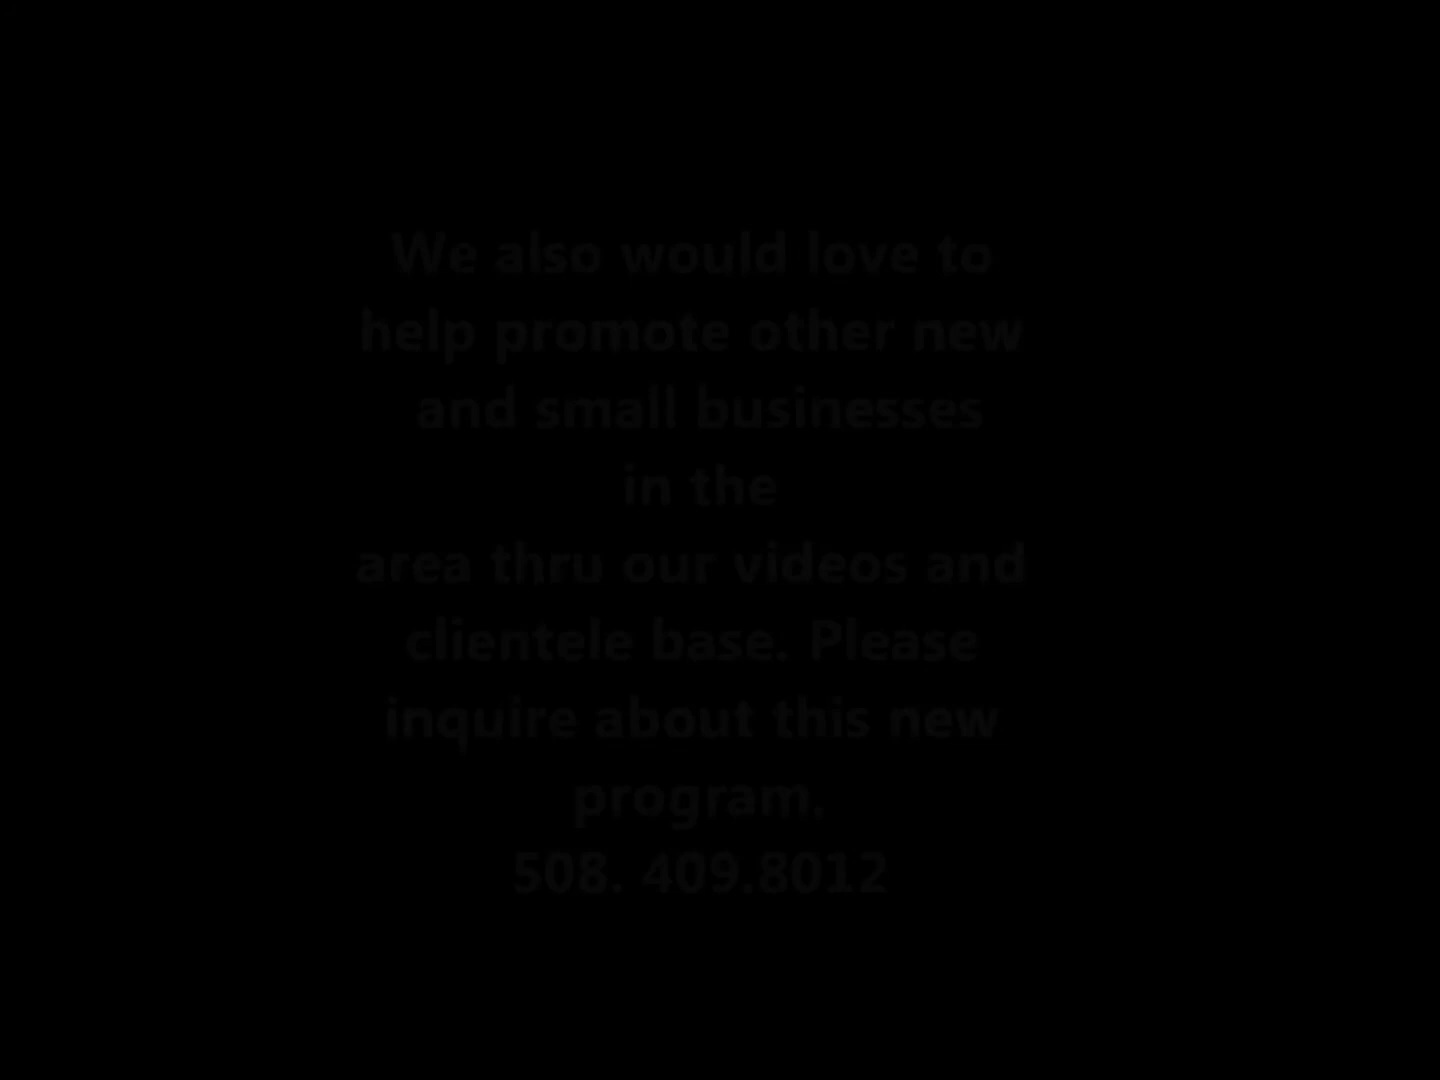 We also would love to
help promote other new
and small businesses
in the
area thru our videos and
clientele base. Please
inquire about this new
program.
508. 409.8012